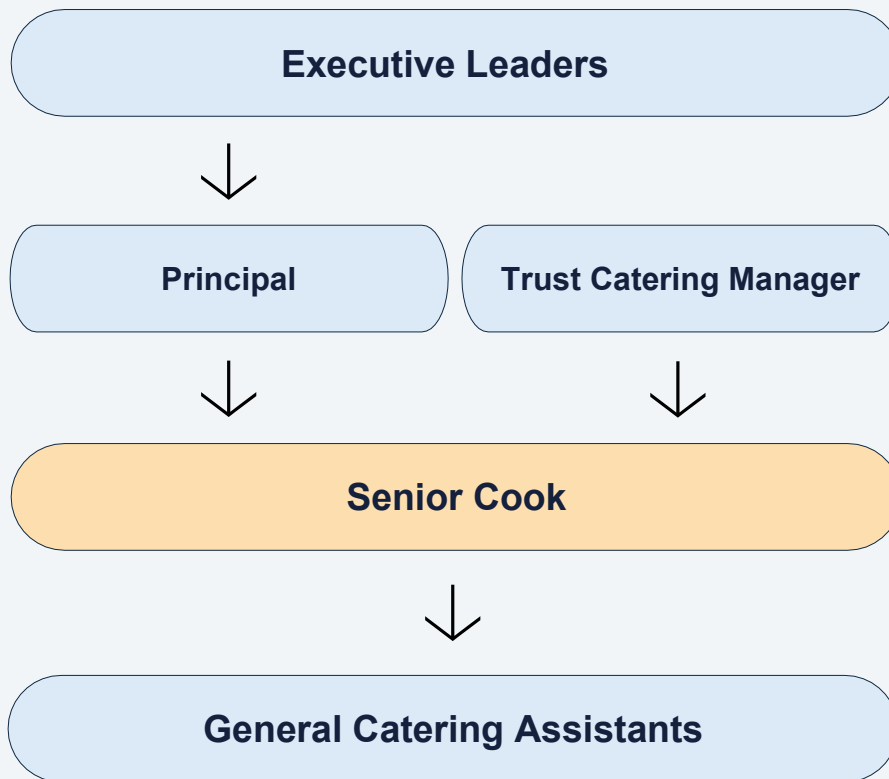 Executive Leaders
Principal
Trust Catering Manager
Senior Cook
General Catering Assistants